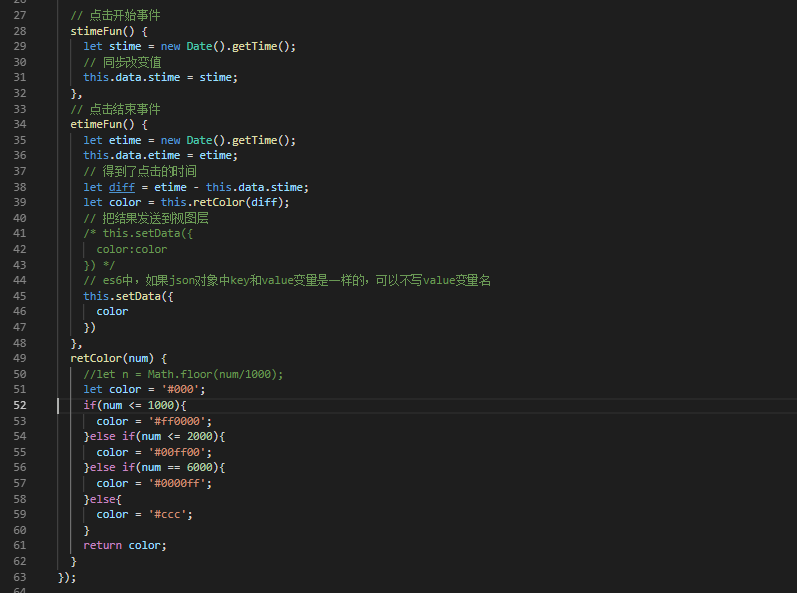 27 // 点击开始事件
28 stimeFun() {
29 let stime = new Date().getTime();
30 // 同步改变值
31 this.data.stime = stime;
32 },
33 // 点击结束事件
34 etimeFun() {
35 let etime = new Date().getTime();
36 this.data.etime = etime;
37 // 得到了点击的时间
38 let diff = etime - this.data.stime;
39 let color = this.retColor(diff);
40 // 把结果发送到视图层
41 /* this.setData({
42 color:color
43 }) */
44 // es6中，如果json对象中key和value变量是一样的，可以不写value变量名
45 this.setData({
46 color
47 })
48 },
49 retColor(num) {
50 //let n = Math.floor(num/1000);
51 let color = '#000';
52 if(num <= 1000){
53 color = '#ff0000';
54 }else if(num <= 2000){
55 color = '#00ff00';
56 }else if(num == 6000){
57 color = '#0000ff';
58 }else{
59 color = '#ccc';
60 }
61 return color;
62 }
63 });